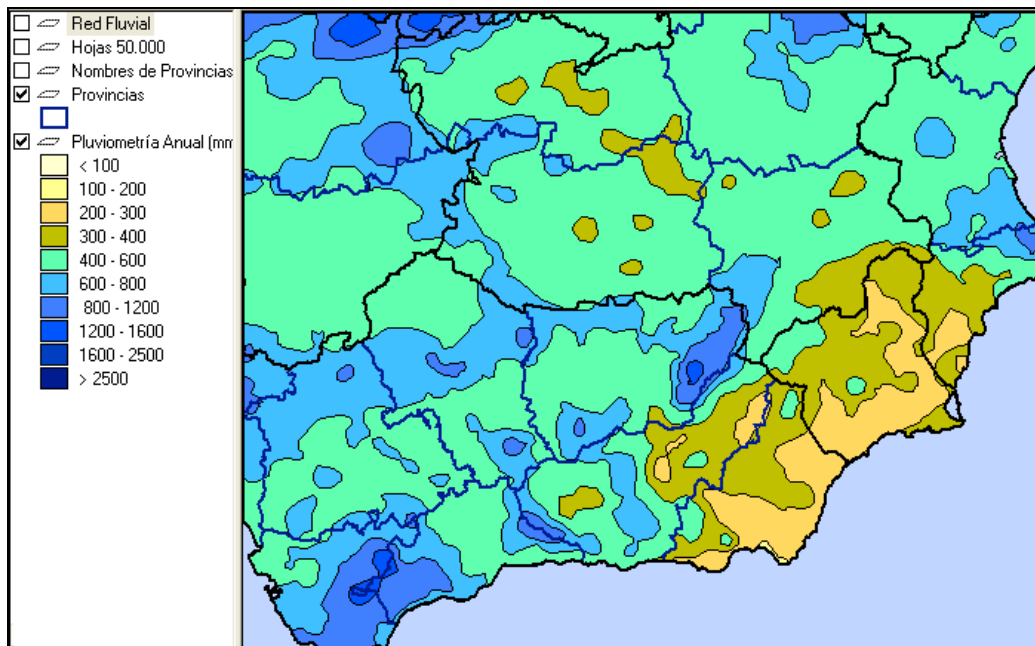 Red Fluvial
Hojas 50.000
Nombres de Provincias
Provincias
Pluviometría Anual (mm
< 100
100 - 200
200 - 300
300 - 400
400 - 600
600 - 800
800 - 1200
1200 - 1600
1600 - 2500
> 2500